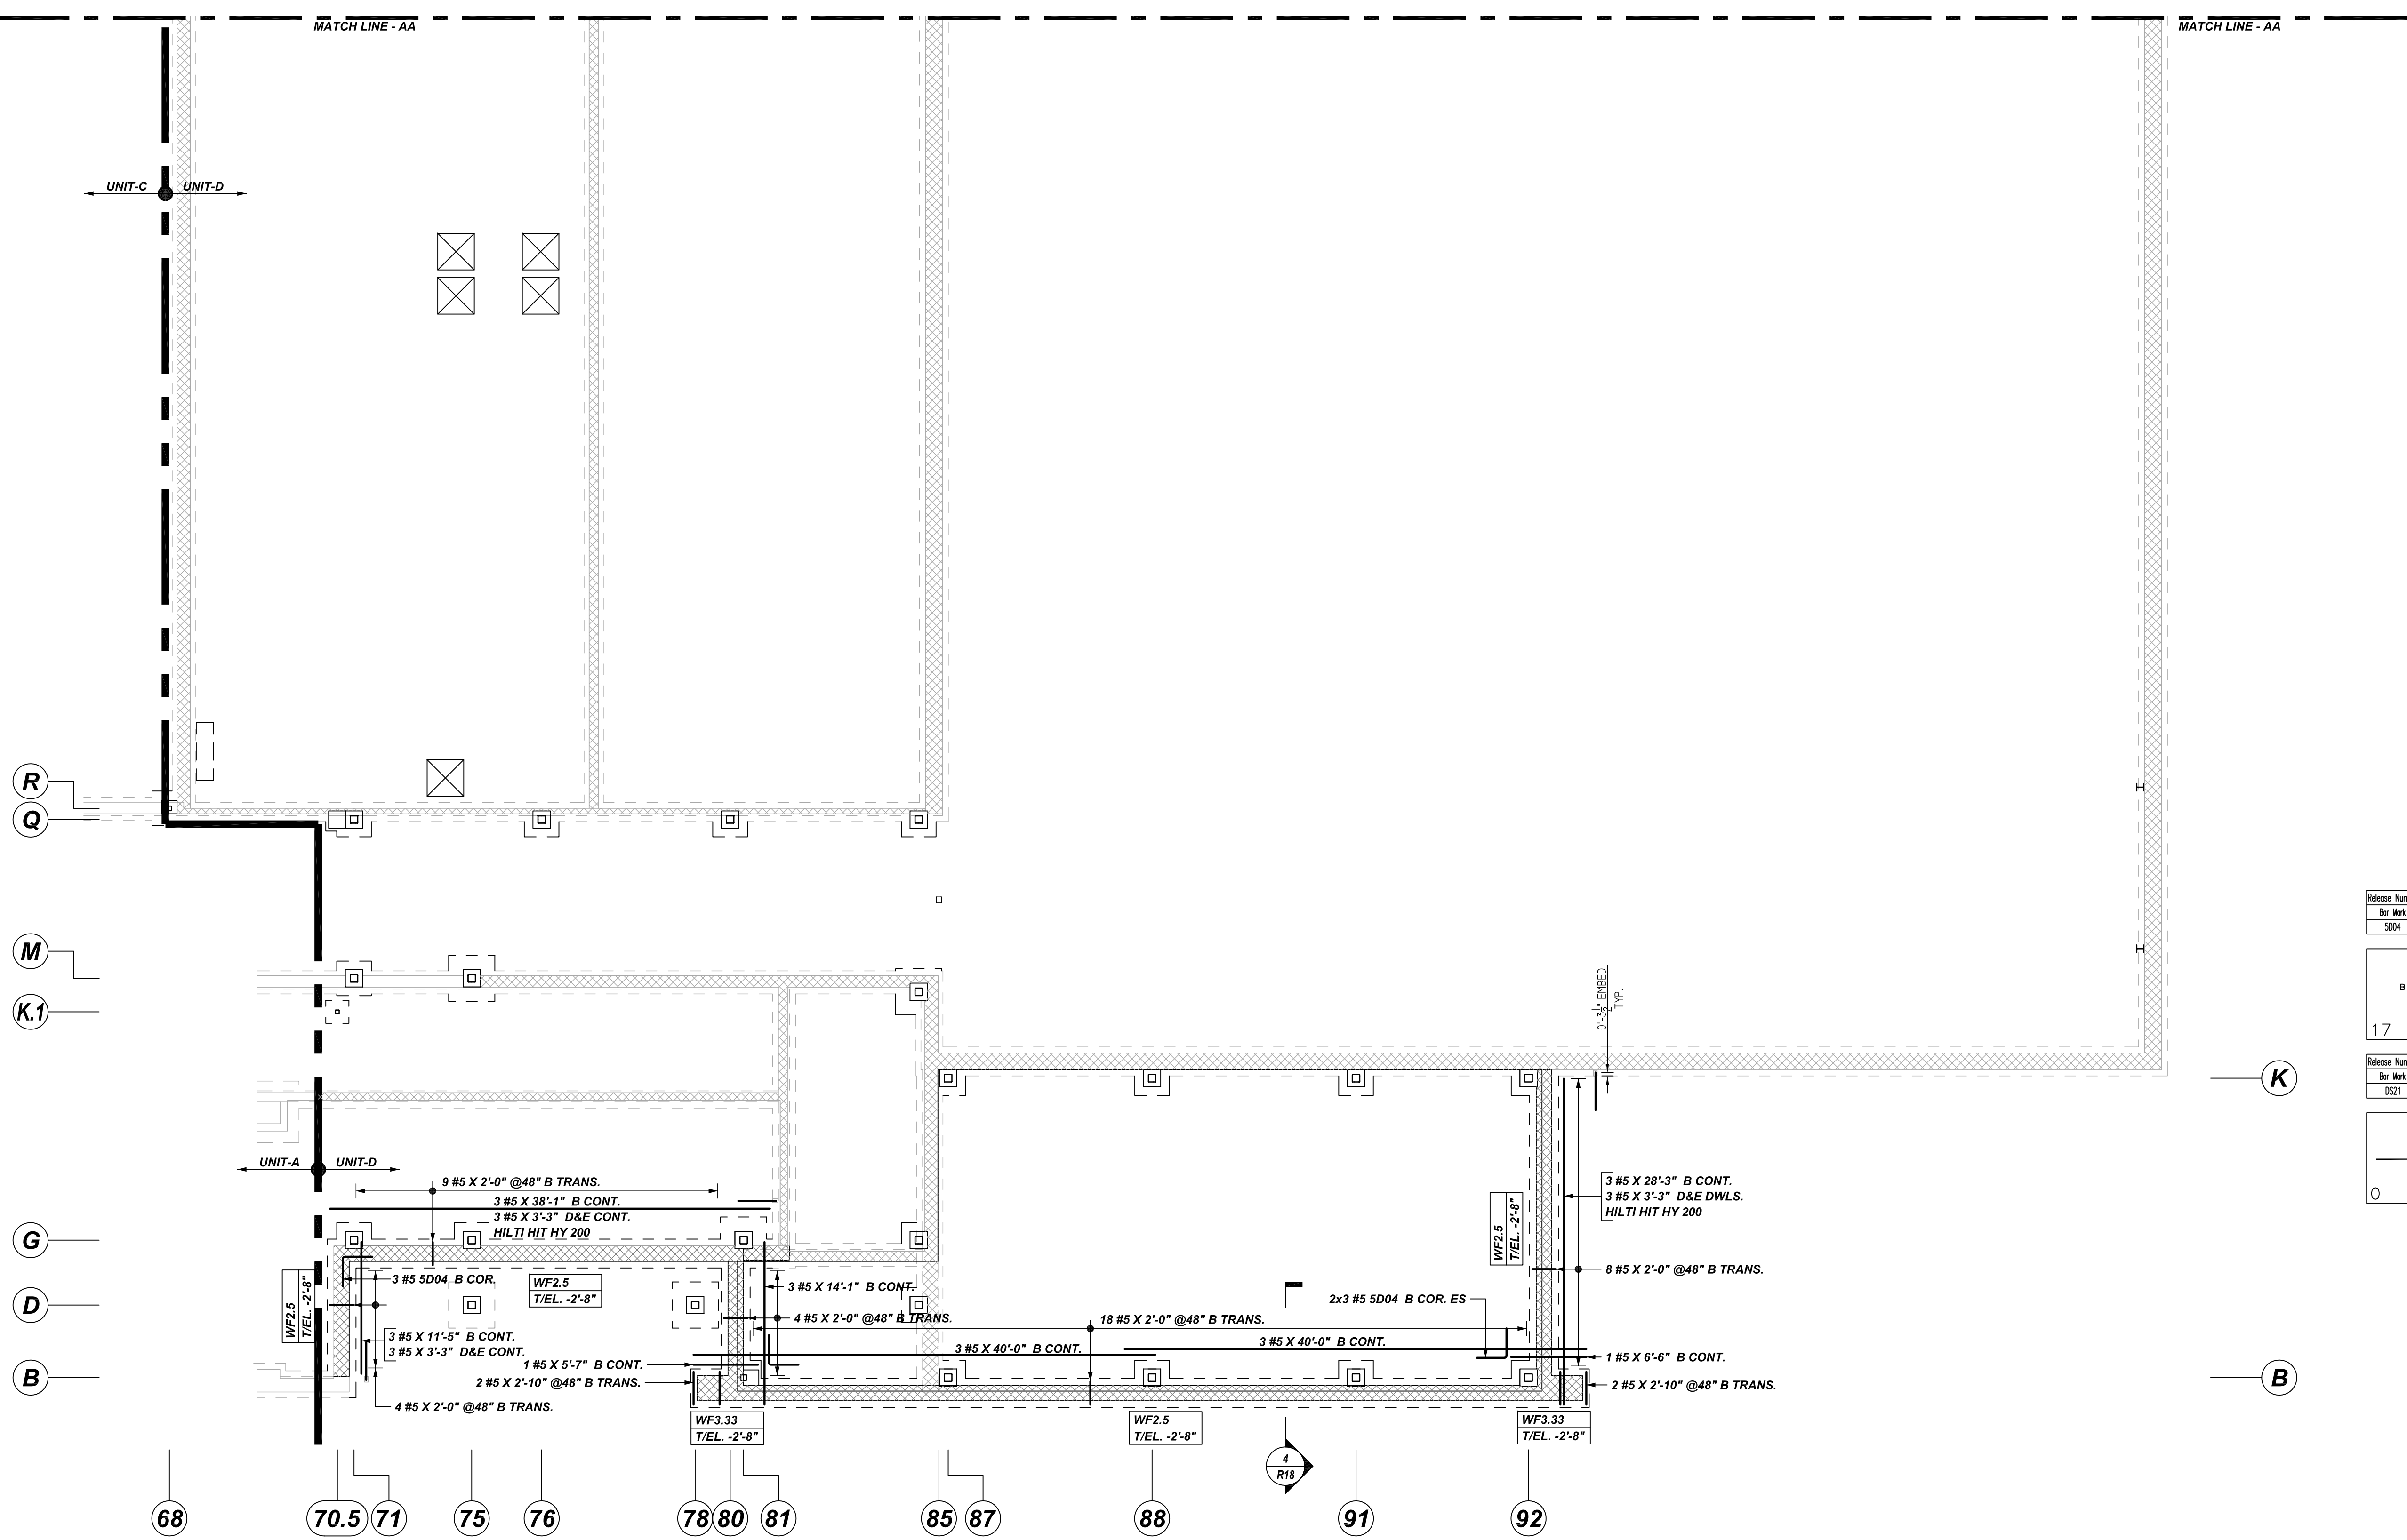 MATCH LINE - AA
MATCH LINE - AA
UNIT-C
UNIT-D
R
Q
M
K.1
Release Num
Bar Mark
5D04
B
17
Release Num
Bar Mark
DS21
0
0'-3½" EMBED
TYP.
K
UNIT-A
UNIT-D
9 #5 X 2'-0" @48" B TRANS.
3 #5 X 38'-1" B CONT.
3 #5 X 3'-3" D&E CONT.
HILTI HIT HY 200
3 #5 X 28'-3" B CONT.
3 #5 X 3'-3" D&E DWLS.
HILTI HIT HY 200
WF2.5
T/EL. -2'-8"
G
3 #5 5D04 B COR.
WF2.5
T/EL. -2'-8"
3 #5 X 14'-1" B CONT.
8 #5 X 2'-0" @48" B TRANS.
WF2.5
T/EL. -2'-8"
D
2x3 #5 5D04 B COR. ES
4 #5 X 2'-0" @48" B TRANS.
18 #5 X 2'-0" @48" B TRANS.
3 #5 X 11'-5" B CONT.
3 #5 X 3'-3" D&E CONT.
3 #5 X 40'-0" B CONT.
3 #5 X 40'-0" B CONT.
1 #5 X 5'-7" B CONT.
1 #5 X 6'-6" B CONT.
B
2 #5 X 2'-10" @48" B TRANS.
2 #5 X 2'-10" @48" B TRANS.
B
4 #5 X 2'-0" @48" B TRANS.
WF3.33
T/EL. -2'-8"
WF2.5
T/EL. -2'-8"
WF3.33
T/EL. -2'-8"
4
R18
68
70.5
71
75
76
78
80
81
85
87
88
91
92